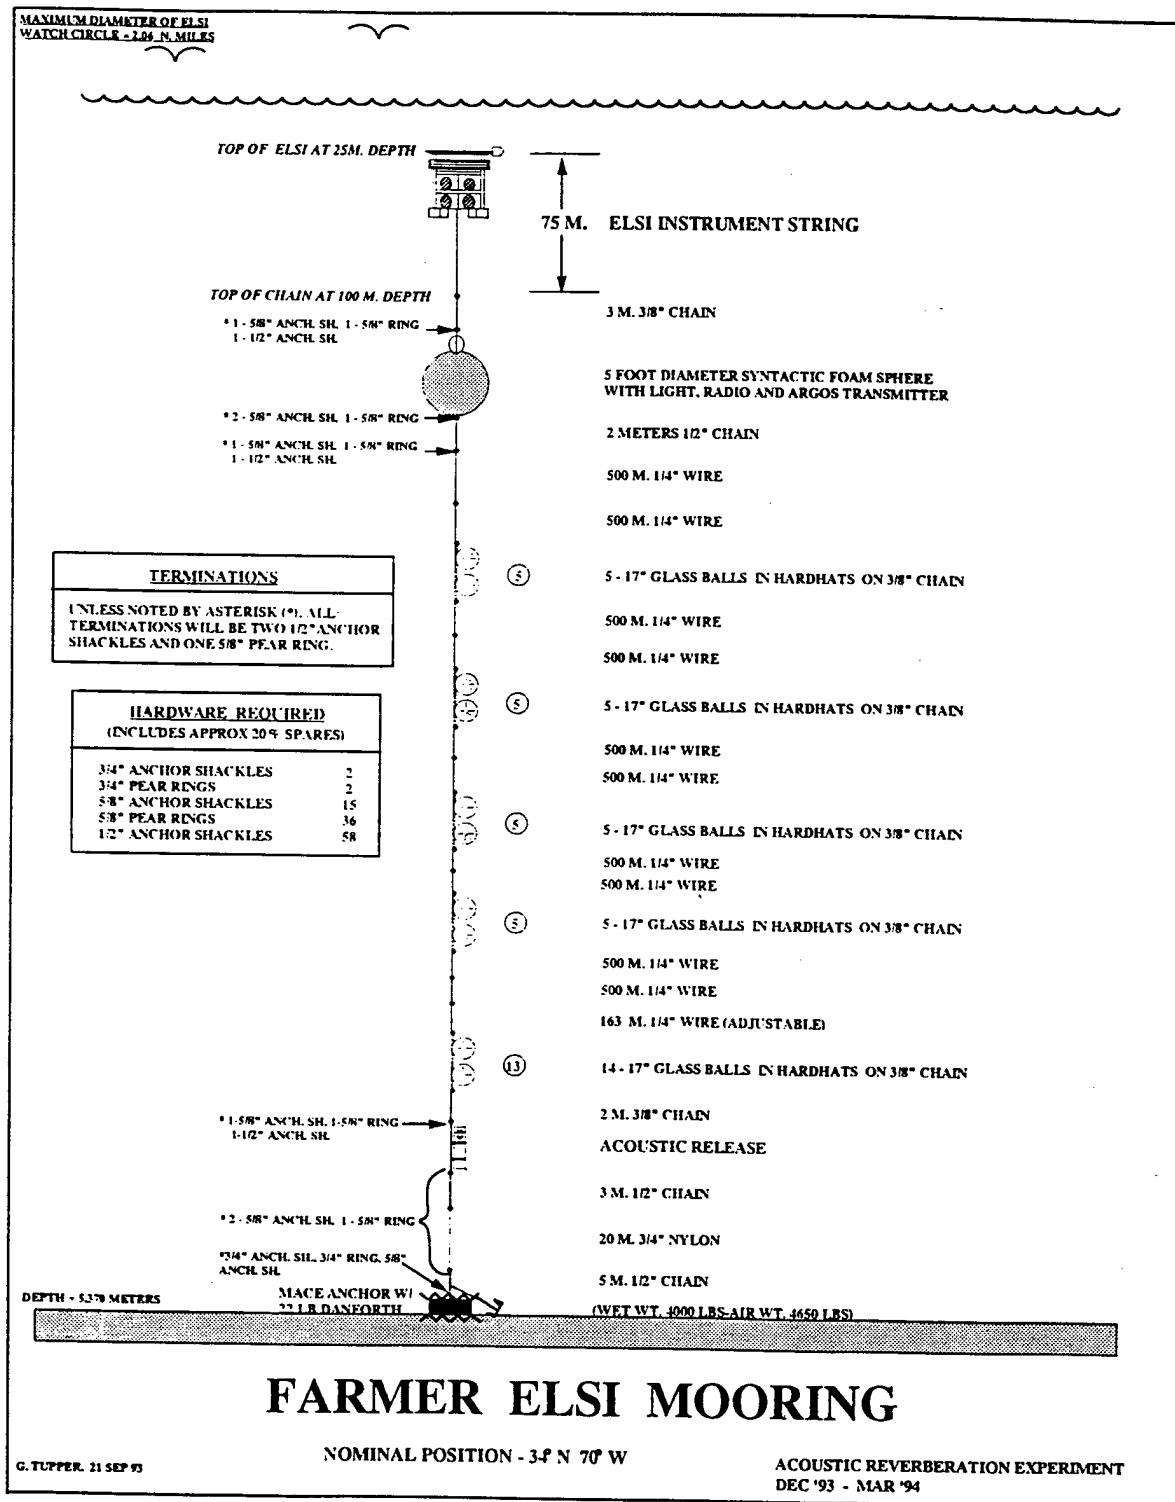 MAXIMUM DIAMETER OF ELSI
WATCH CIRCLE - 2.06 N. MILES
TOP OF ELSI AT 25M. DEPTH
75 M. ELSI INSTRUMENT STRING
TOP OF CHAIN AT 100 M. DEPTH
3 M. 3/8" CHAIN
* 1 - 5/8" ANCH. SH. 1 - 5/8" RING
1 - 1/2" ANCH. SH.
5 FOOT DIAMETER SYNTACTIC FOAM SPHERE
WITH LIGHT, RADIO AND ARGOS TRANSMITTER
* 2 - 5/8" ANCH. SH. 1 - 5/8" RING
2 METERS 1/2" CHAIN
* 1 - 5/8" ANCH. SH. 1 - 5/8" RING
1 - 1/2" ANCH. SH.
500 M. 1/4" WIRE
500 M. 1/4" WIRE
5 5 - 17" GLASS BALLS IN HARDHATS ON 3/8" CHAIN
TERMINATIONS
UNLESS NOTED BY ASTERISK (*), ALL
TERMINATIONS WILL BE TWO 1/2" ANCHOR
SHACKLES AND ONE 5/8" PEAR RING.
500 M. 1/4" WIRE
500 M. 1/4" WIRE
5 5 - 17" GLASS BALLS IN HARDHATS ON 3/8" CHAIN
HARDWARE REQUIRED
(INCLUDES APPROX 20% SPARES)
3/4" ANCHOR SHACKLES 2
3/4" PEAR RINGS 2
5/8" ANCHOR SHACKLES 15
5/8" PEAR RINGS 36
1/2" ANCHOR SHACKLES 58
500 M. 1/4" WIRE
500 M. 1/4" WIRE
5 5 - 17" GLASS BALLS IN HARDHATS ON 3/8" CHAIN
500 M. 1/4" WIRE
500 M. 1/4" WIRE
5 5 - 17" GLASS BALLS IN HARDHATS ON 3/8" CHAIN
500 M. 1/4" WIRE
500 M. 1/4" WIRE
163 M. 1/4" WIRE (ADJUSTABLE)
13 14 - 17" GLASS BALLS IN HARDHATS ON 3/8" CHAIN
2 M. 3/8" CHAIN
* 1-5/8" ANCH. SH. 1-5/8" RING
1-1/2" ANCH. SH.
ACOUSTIC RELEASE
3 M. 1/2" CHAIN
* 2 - 5/8" ANCH. SH. 1 - 5/8" RING
20 M. 3/4" NYLON
*3/4" ANCH. SH., 3/4" RING, 5/8"
ANCH. SH.
5 M. 1/2" CHAIN
DEPTH - 5,370 METERS
MACE ANCHOR W/
22 LB DANFORTH
(WET WT. 4000 LBS-AIR WT. 4650 LBS)
FARMER ELSI MOORING
NOMINAL POSITION - N 70° W
G. TUPPER, 21 SEP 93
ACOUSTIC REVERBERATION EXPERIMENT
DEC '93 - MAR '94